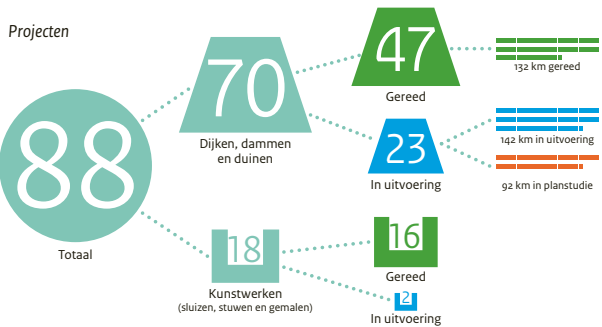 Projecten
88
Totaal
70
Dijken, dammen
en duinen
47
Gereed
132 km gereed
23
In uitvoering
142 km in uitvoering
92 km in planstudie
18
Kunstwerken
(sluizen, stuwen en gemalen)
16
Gereed
2
In uitvoering